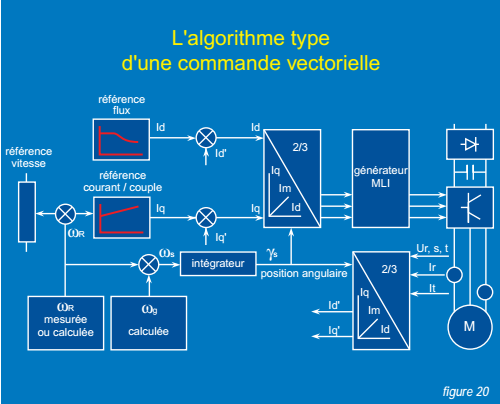 L'algorithme type
d'une commande vectorielle
référence
flux
Id
Id'
Id
2/3
Iq
Im
Id
générateur
MLI
référence
vitesse
référence
courant / couple
ωR
Iq
Iq'
Iq
ωs
intégrateur
γs
position angulaire
2/3
Iq
Im
Id
Ur, s, t
Ir
It
Id'
Iq'
ωR
mesurée
ou calculée
ωg
calculée
M
figure 20